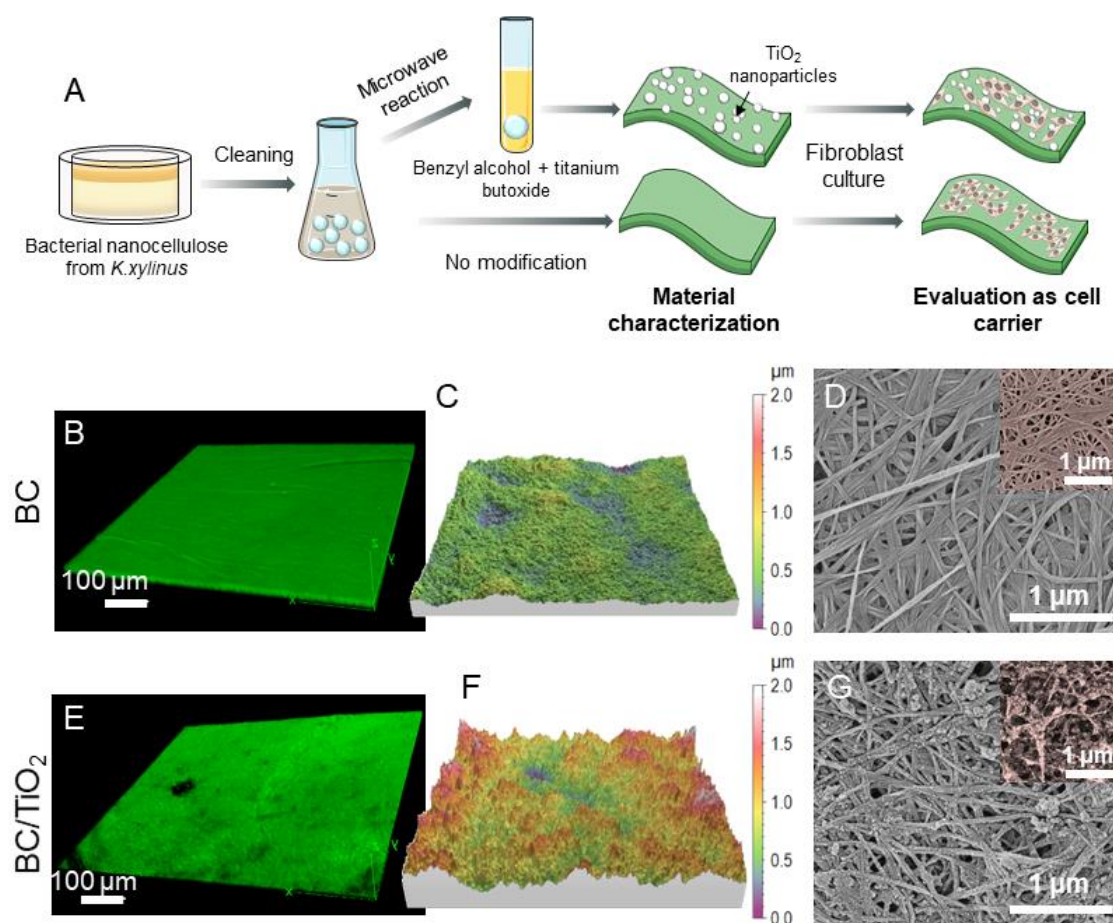 A
Cleaning
Microwave
reaction
TiO2
nanoparticles
Benzyl alcohol + titanium
butoxide
Fibroblast
culture
Bacterial nanocellulose
from K.xylinus
No modification
Material
characterization
Evaluation as cell
carrier
BC
B
100 µm
X
Y
C
µm
2.0
1.5
1.0
0.5
0.0
D
1 µm
1 µm
BC/TiO2
E
100 µm
X
Y
F
µm
2.0
1.5
1.0
0.5
0.0
G
1 µm
1 µm